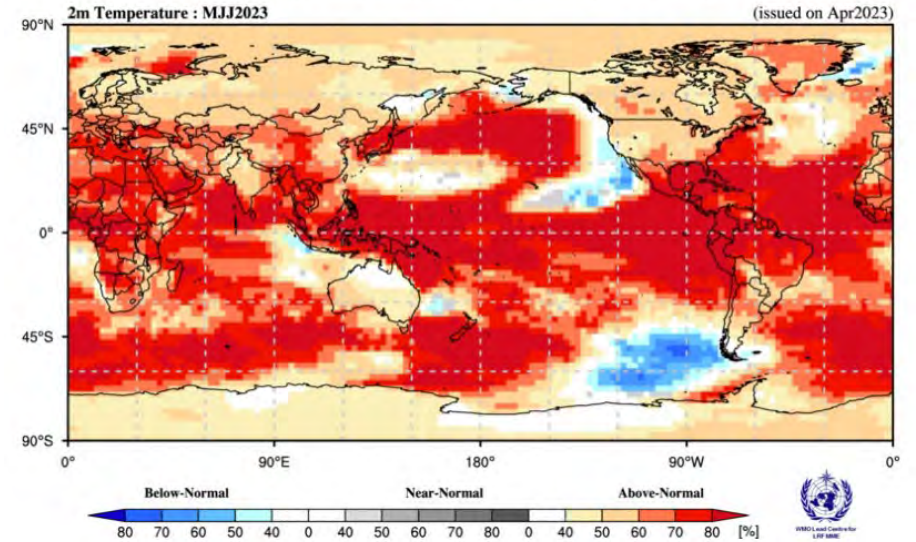 2m Temperature : MJJ2023 (issued on Apr2023)
90°N
45°N
0°
45°S
90°S
0° 90°E 180° 90°W 0°
Below-Normal Near-Normal Above-Normal
80 70 60 50 40 0 40 50 60 70 80 0 40 50 60 70 80 [%]
WMO Lead Centre for
LRF MME